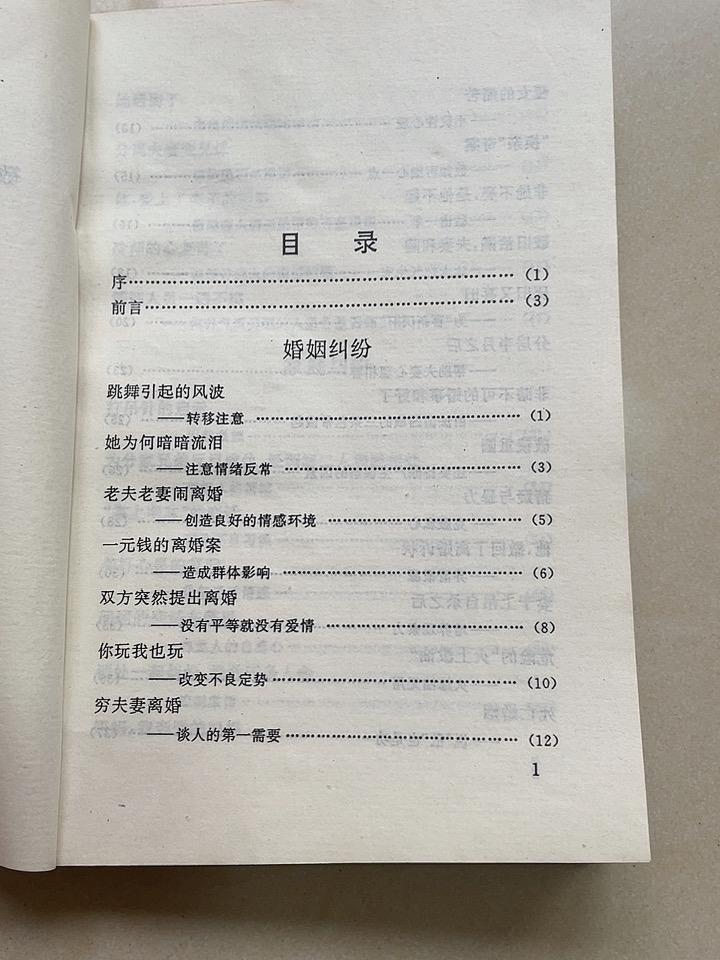 目 录
序……………………………………………………(1)
前言…………………………………………………(3)
婚姻纠纷
跳舞引起的风波
——转移注意 ……………………………………(1)
她为何暗暗流泪
——注意情绪反常 ………………………………(3)
老夫老妻闹离婚
——创造良好的情感环境 ………………………(5)
一元钱的离婚案
——造成群体影响 ………………………………(6)
双方突然提出离婚
——没有平等就没有爱情 ………………………(8)
你玩我也玩
——改变不良定势 ………………………………(10)
穷夫妻离婚
——谈人的第一需要 ……………………………(12)
1